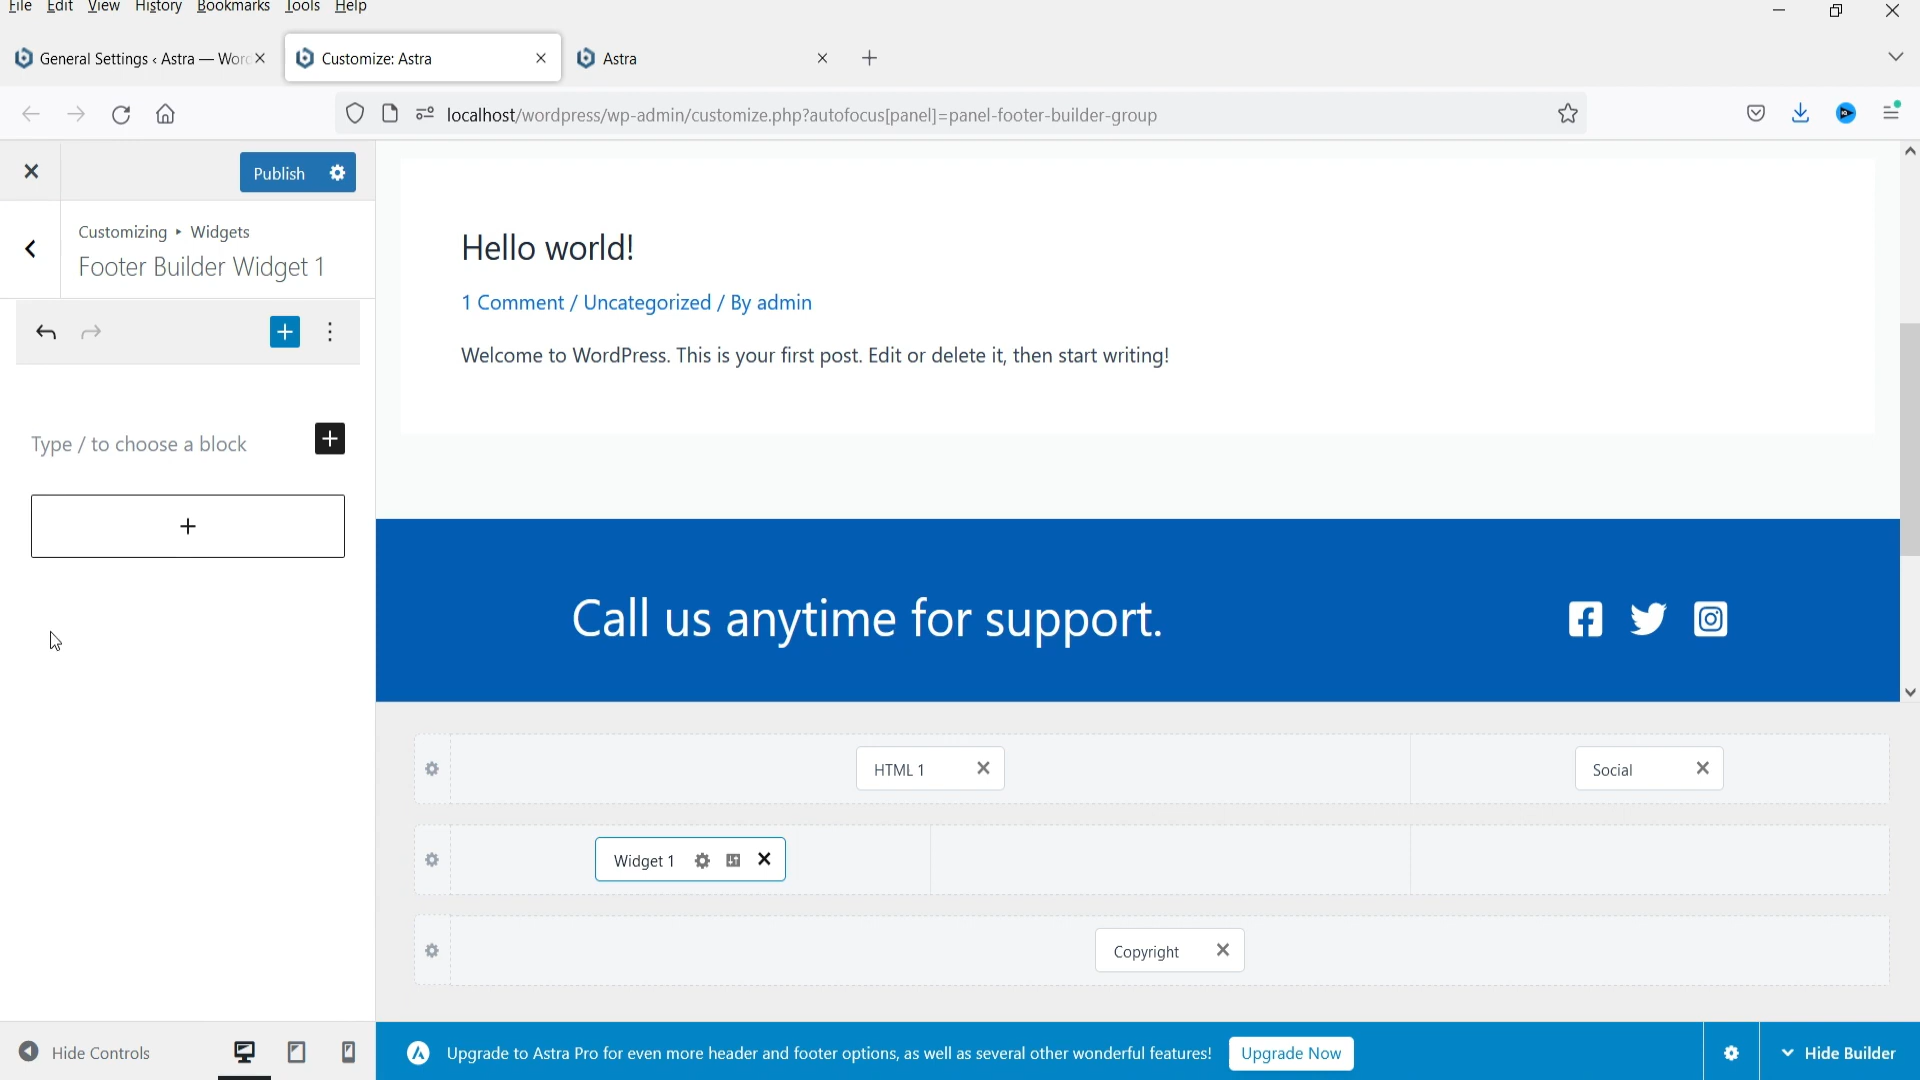 File Edit View History Bookmarks Tools Help
General Settings ‹ Astra — Wor
Customize: Astra
Astra
localhost/wordpress/wp-admin/customize.php?autofocus[panel]=panel-footer-builder-group
Publish
Customizing ▸ Widgets
Footer Builder Widget 1
Type / to choose a block
Hello world!
1 Comment / Uncategorized / By admin
Welcome to WordPress. This is your first post. Edit or delete it, then start writing!
Call us anytime for support.
HTML 1
Social
Widget 1
Copyright
Hide Controls
Upgrade to Astra Pro for even more header and footer options, as well as several other wonderful features!
Upgrade Now
Hide Builder